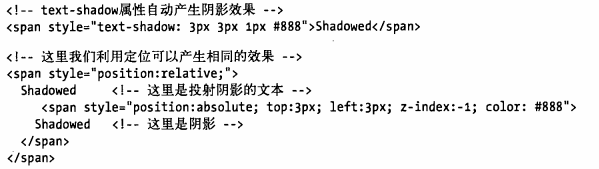 <!-- text-shadow属性自动产生阴影效果 -->
<span style="text-shadow: 3px 3px 1px #888">Shadowed</span>
<!-- 这里我们利用定位可以产生相同的效果 -->
<span style="position:relative;">
Shadowed <!-- 这里是投射阴影的文本 -->
<span style="position:absolute; top:3px; left:3px; z-index:-1; color: #888">
Shadowed <!-- 这里是阴影 -->
</span>
</span>